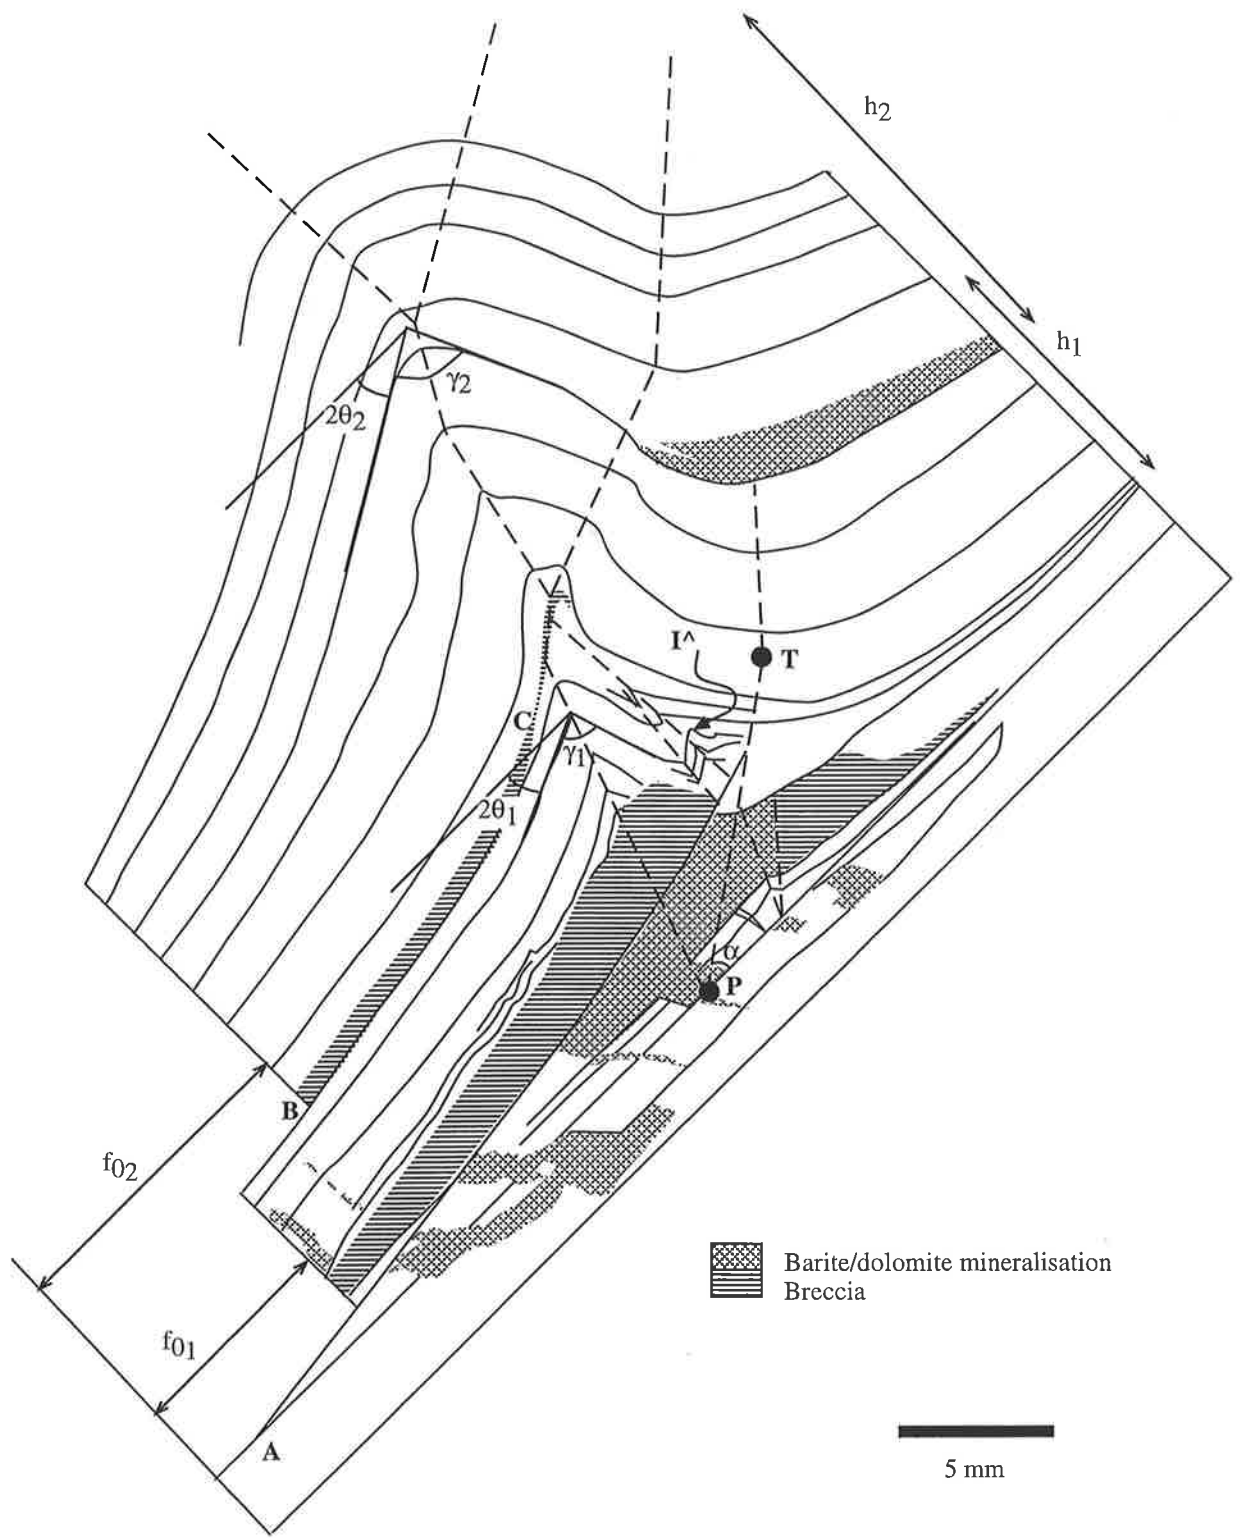 h2
h1
γ2
2θ2
I^
T
C
γ1
2θ1
α
P
B
f02
f01
A
Barite/dolomite mineralisation
Breccia
5 mm